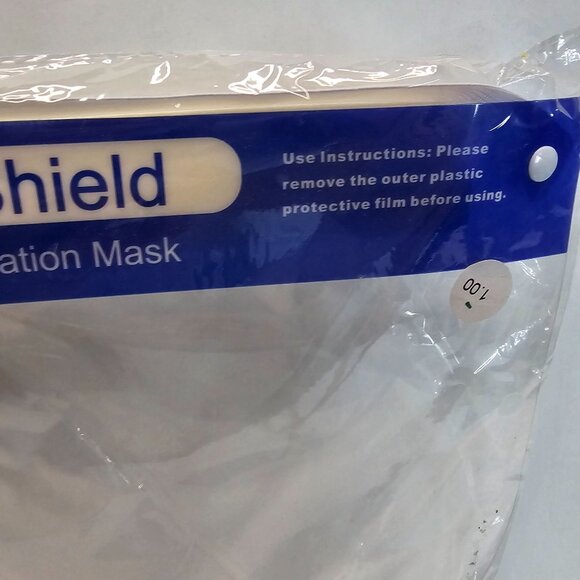 Shield
Use Instructions: Please
remove the outer plastic
protective film before using.
ation Mask
1.00